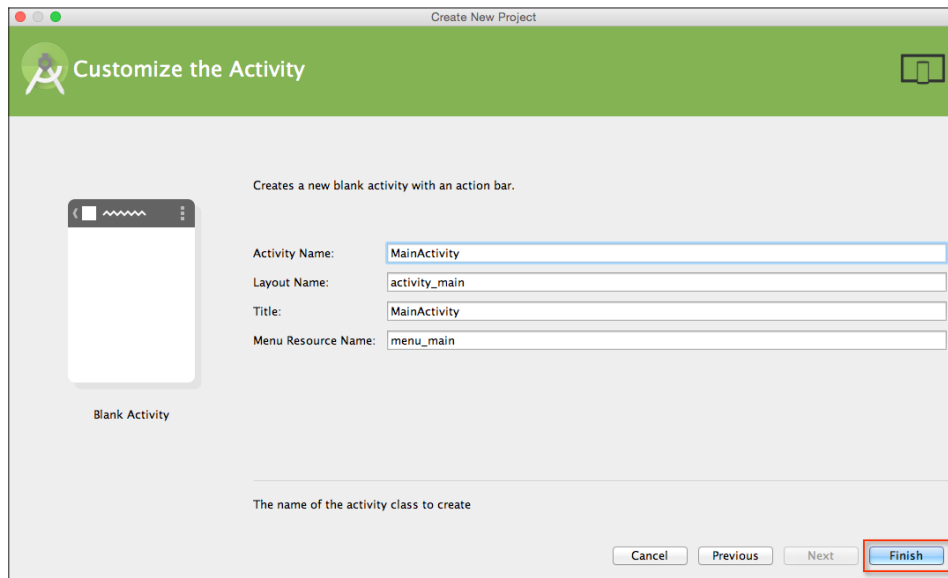 Create New Project
Customize the Activity
Creates a new blank activity with an action bar.
Activity Name: MainActivity
Layout Name: activity_main
Title: MainActivity
Menu Resource Name: menu_main
Blank Activity
The name of the activity class to create
Cancel Previous Next Finish